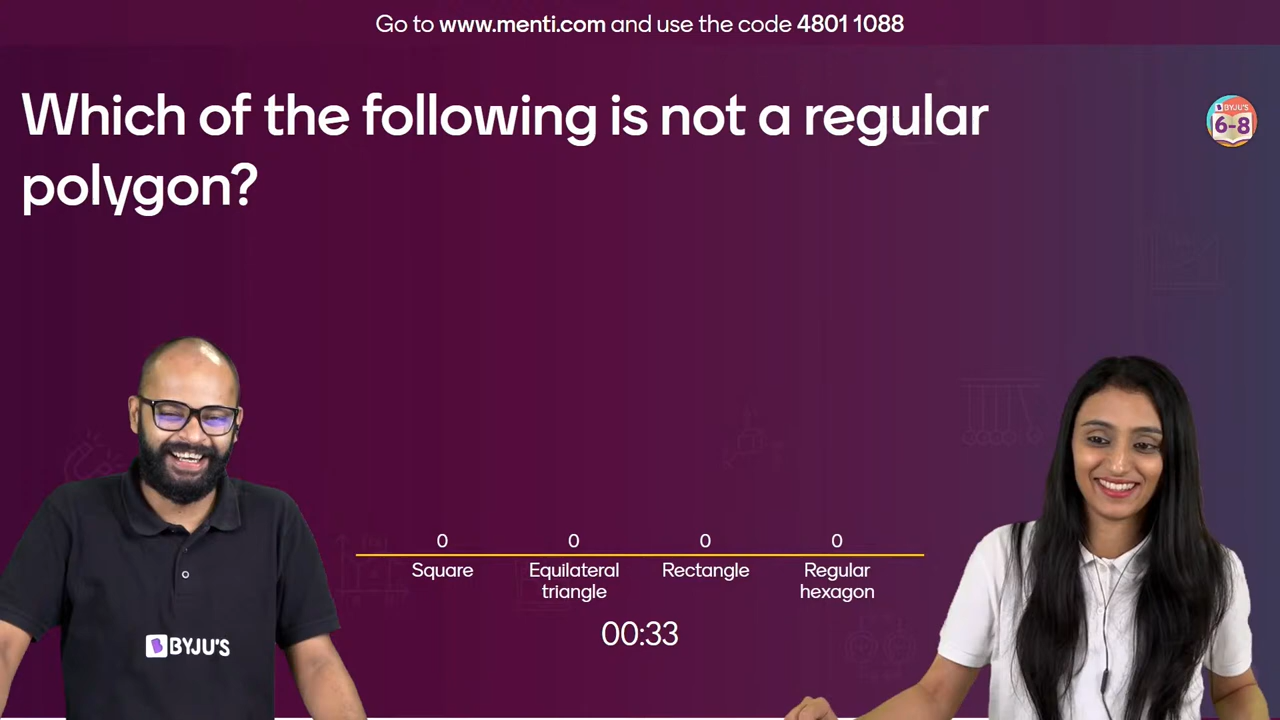 Go to www.menti.com and use the code 4801 1088
Which of the following is not a regular
polygon?
BYJU'S
6-8
0 0 0 0
Square Equilateral Rectangle Regular
triangle hexagon
00:33
BYJU'S